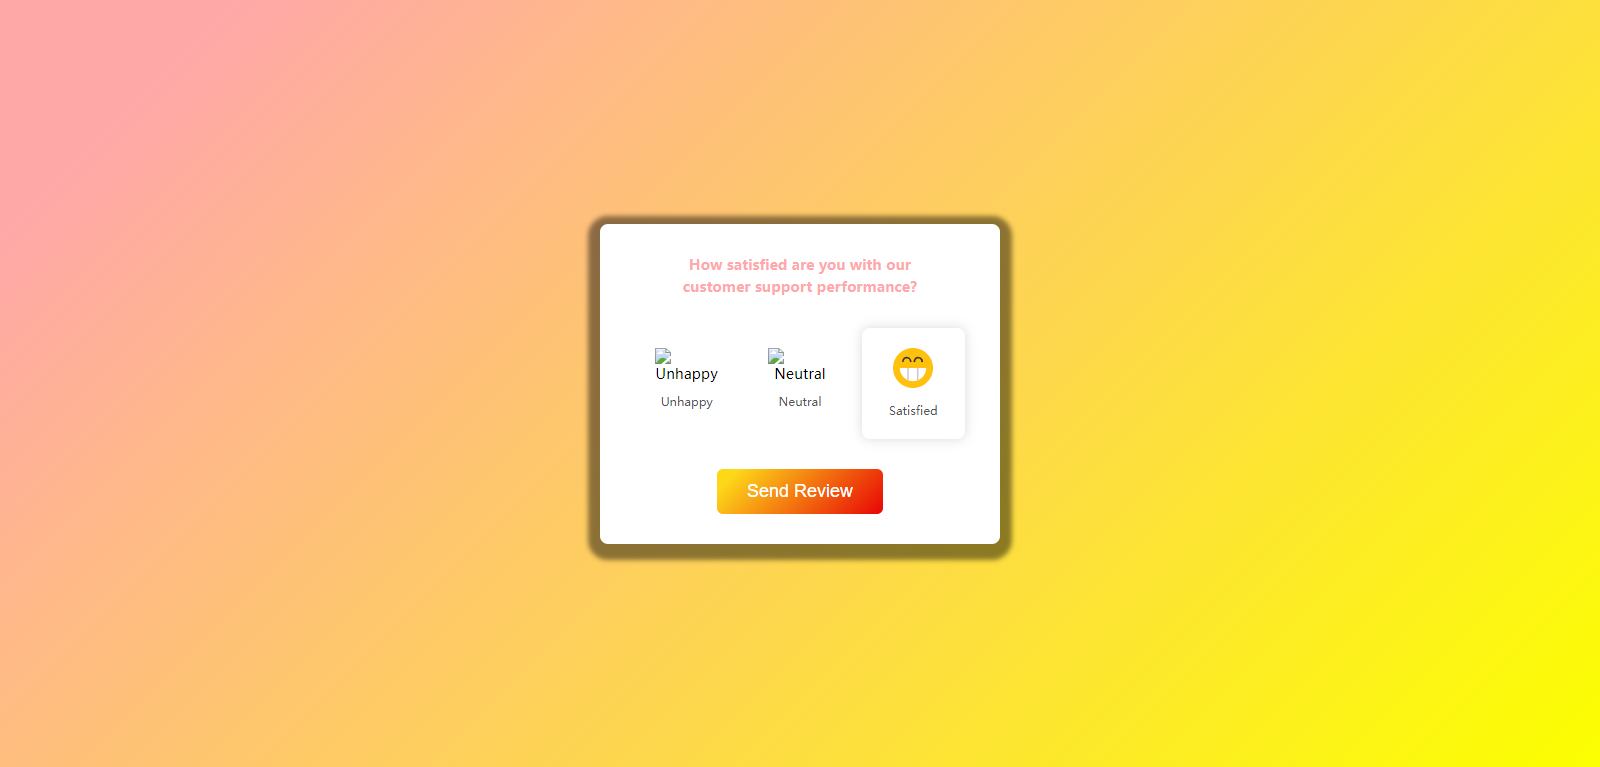 How satisfied are you with our
customer support performance?
Unhappy
Neutral
Unhappy
Neutral
Satisfied
Send Review